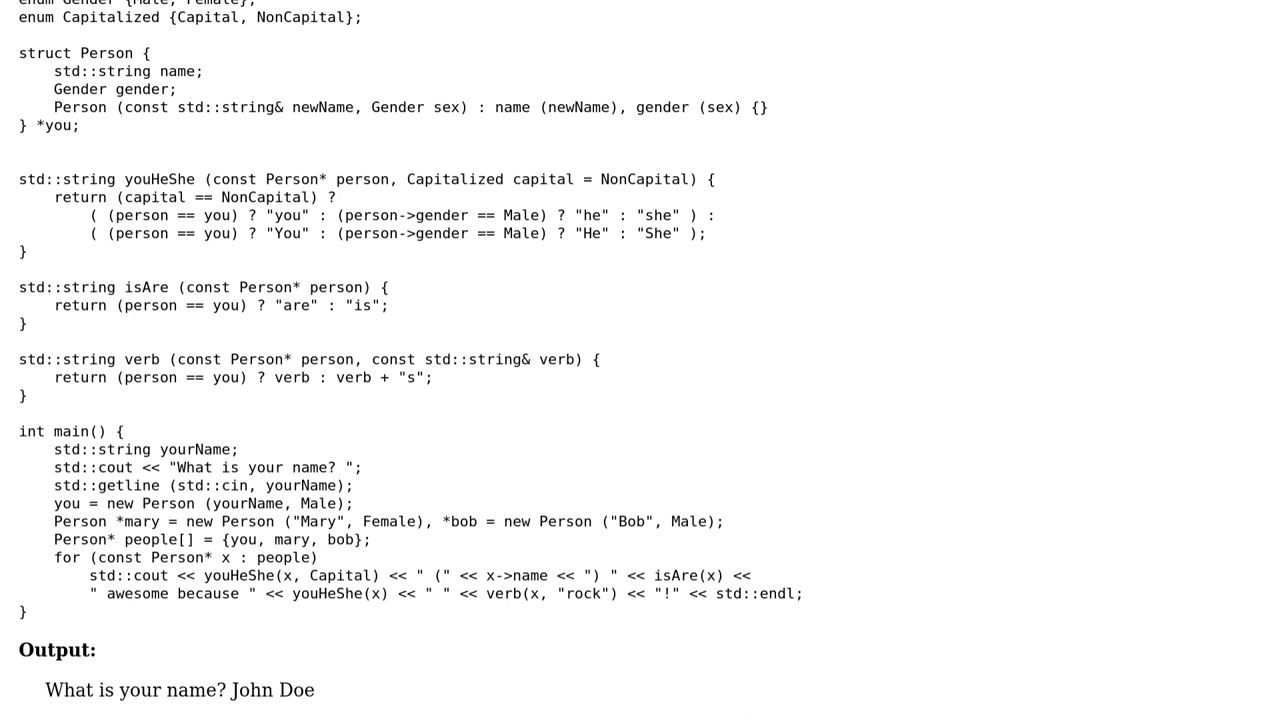 enum Gender {Male, Female};
enum Capitalized {Capital, NonCapital};
struct Person {
    std::string name;
    Gender gender;
    Person (const std::string& newName, Gender sex) : name (newName), gender (sex) {}
} *you;
std::string youHeShe (const Person* person, Capitalized capital = NonCapital) {
    return (capital == NonCapital) ?
        ( (person == you) ? "you" : (person->gender == Male) ? "he" : "she" ) :
        ( (person == you) ? "You" : (person->gender == Male) ? "He" : "She" );
}
std::string isAre (const Person* person) {
    return (person == you) ? "are" : "is";
}
std::string verb (const Person* person, const std::string& verb) {
    return (person == you) ? verb : verb + "s";
}
int main() {
    std::string yourName;
    std::cout << "What is your name? ";
    std::getline (std::cin, yourName);
    you = new Person (yourName, Male);
    Person *mary = new Person ("Mary", Female), *bob = new Person ("Bob", Male);
    Person* people[] = {you, mary, bob};
    for (const Person* x : people)
        std::cout << youHeShe(x, Capital) << " (" << x->name << ") " << isAre(x) <<
        " awesome because " << youHeShe(x) << " " << verb(x, "rock") << "!" << std::endl;
}
Output:
What is your name? John Doe